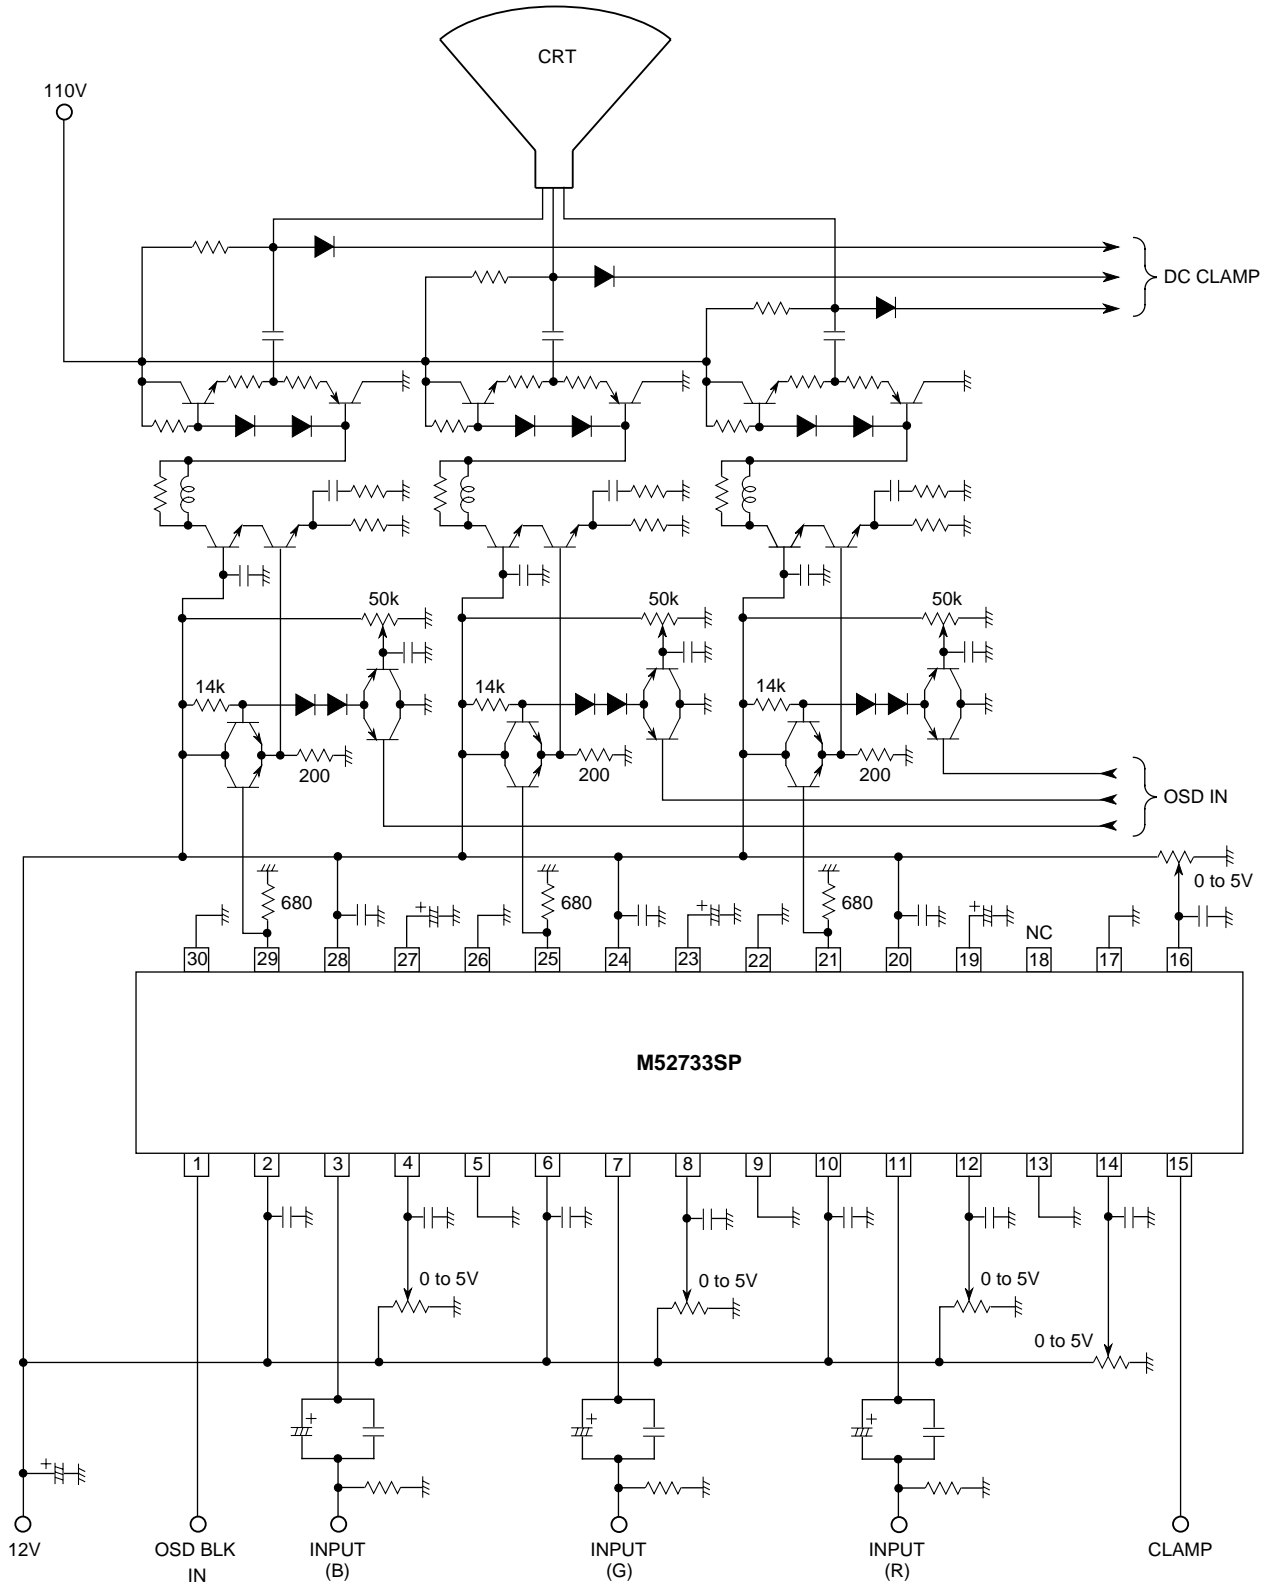 CRT
110V
DC CLAMP
50k 50k 50k
14k 14k 14k
200 200 200
OSD IN
0 to 5V
680 680 680
NC
30 29 28 27 26 25 24 23 22 21 20 19 18 17 16
M52733SP
1 2 3 4 5 6 7 8 9 10 11 12 13 14 15
0 to 5V 0 to 5V 0 to 5V
0 to 5V
+ + +
+
12V OSD BLK IN INPUT (B) INPUT (G) INPUT (R) CLAMP